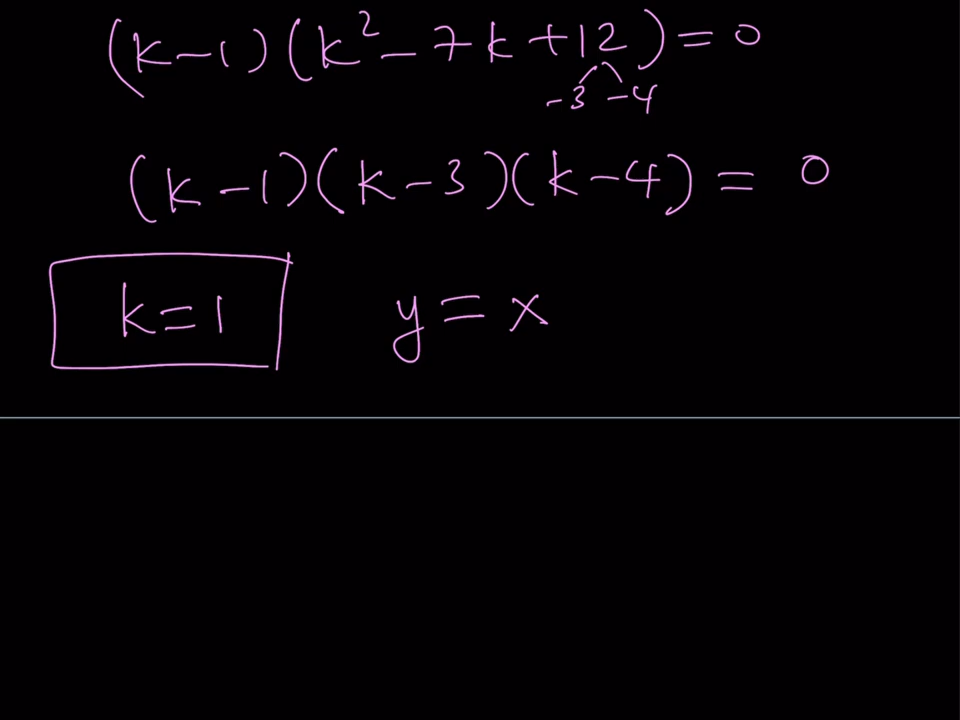 (k-1)(k²-7k+12)=0
-3 -4
(k-1)(k-3)(k-4) = 0
k=1 y=x